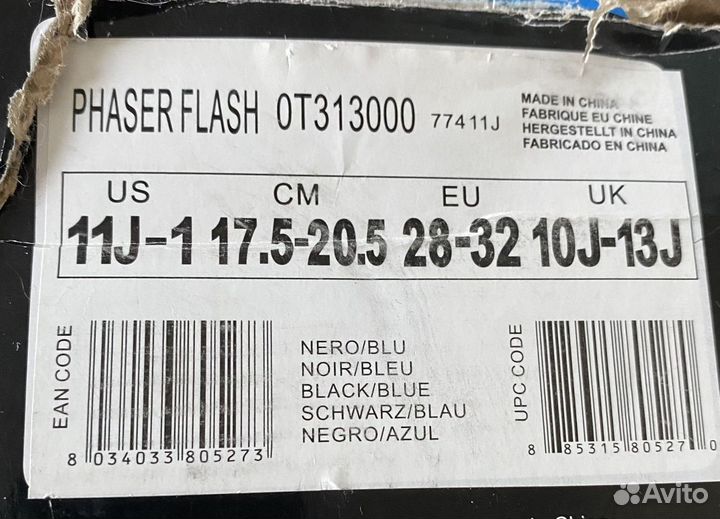 PHASER FLASH 0T313000 77411J
MADE IN CHINA
FABRIQUE EU CHINE
HERGESTELLT IN CHINA
FABRICADO EN CHINA
US CM EU UK
11J-1 17.5-20.5 28-32 10J-13J
EAN CODE
8 034033 805273
NERO/BLU
NOIR/BLEU
BLACK/BLUE
SCHWARZ/BLAU
NEGRO/AZUL
UPC CODE
8 85315 80527 0
Avito